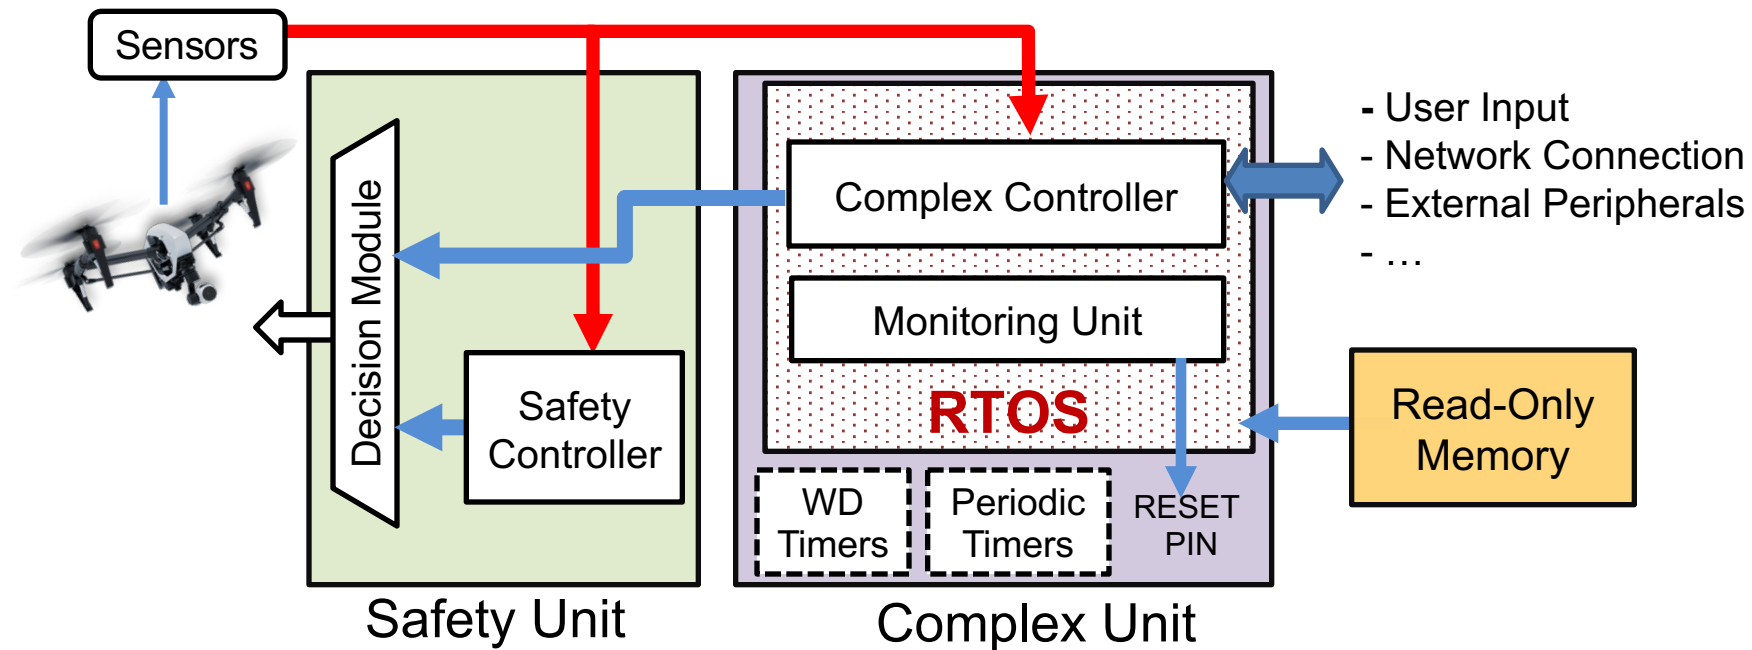 Sensors
Decision Module
Safety
Controller
Safety Unit
Complex Controller
Monitoring Unit
RTOS
WD
Timers
Periodic
Timers
RESET
PIN
Complex Unit
- User Input
- Network Connection
- External Peripherals
- …
Read-Only
Memory